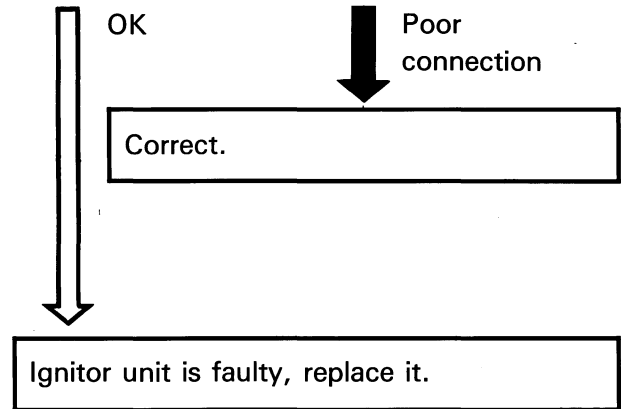 OK
Poor
connection
Correct.
Ignitor unit is faulty, replace it.